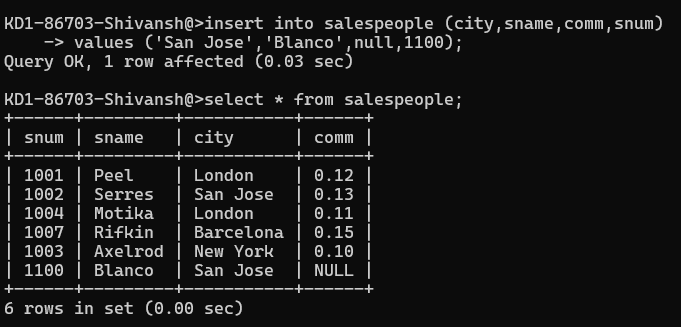 KD1-86703-Shivansh@>insert into salespeople (city,sname,comm,snum)
    -> values ('San Jose','Blanco',null,1100);
Query OK, 1 row affected (0.03 sec)

KD1-86703-Shivansh@>select * from salespeople;
+------+---------+-----------+------+
| snum | sname   | city      | comm |
+------+---------+-----------+------+
| 1001 | Peel    | London    | 0.12 |
| 1002 | Serres  | San Jose  | 0.13 |
| 1004 | Motika  | London    | 0.11 |
| 1007 | Rifkin  | Barcelona | 0.15 |
| 1003 | Axelrod | New York  | 0.10 |
| 1100 | Blanco  | San Jose  | NULL |
+------+---------+-----------+------+
6 rows in set (0.00 sec)